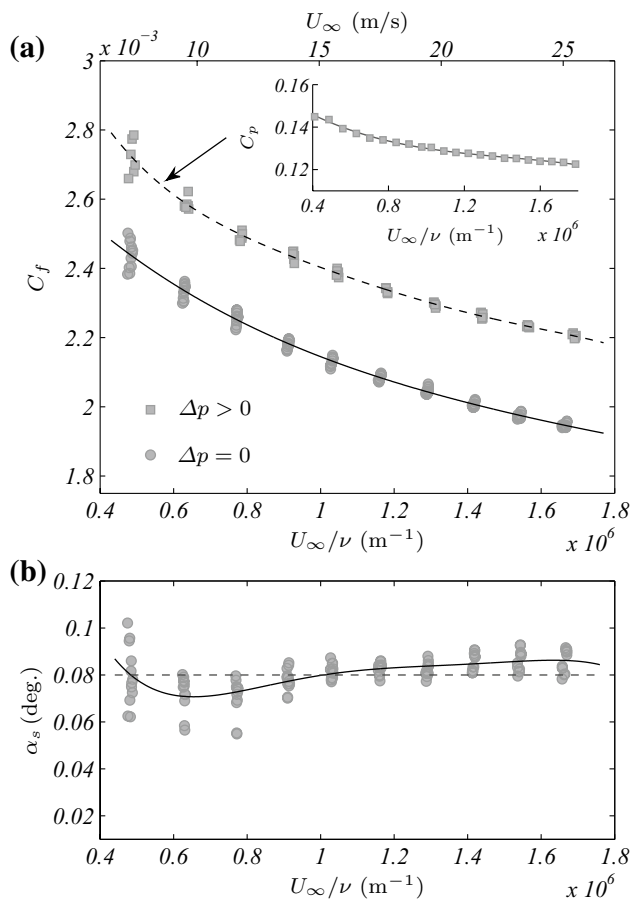 U∞ (m/s)
x 10⁻³ 10 15 20 25
(a)
3
2.8
2.6
2.4
2.2
2
1.8
C_f
0.16
0.14
0.12
C_p
0.4 0.8 1.2 1.6
U∞/ν (m⁻¹) x 10⁶
Δp > 0
Δp = 0
0.4 0.6 0.8 1 1.2 1.4 1.6 1.8
U∞/ν (m⁻¹) x 10⁶
(b)
0.12
0.1
0.08
0.06
0.04
0.02
α_s (deg.)
0.4 0.6 0.8 1 1.2 1.4 1.6 1.8
U∞/ν (m⁻¹) x 10⁶